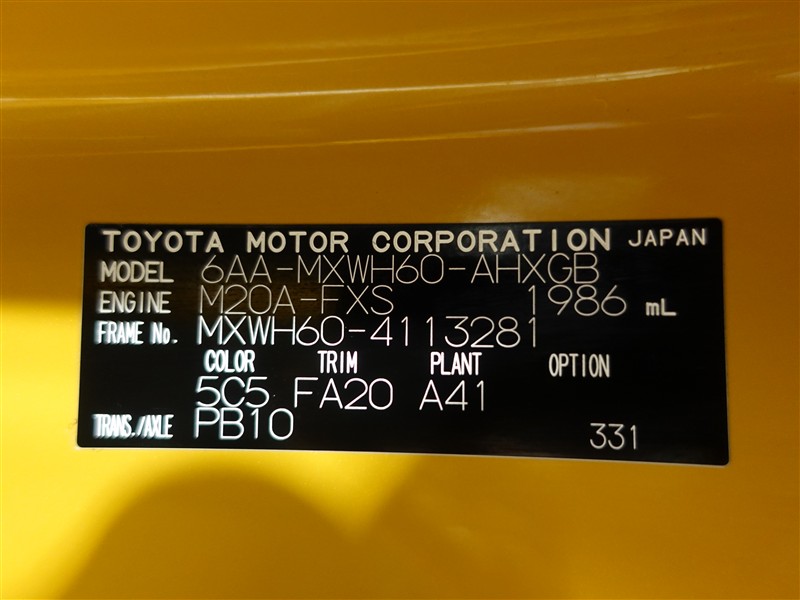 TOYOTA MOTOR CORPORATION JAPAN
MODEL 6AA-MXWH60-AHXGB
ENGINE M20A-FXS 1986 mL
FRAME No. MXWH60-4113281
COLOR TRIM PLANT OPTION
5C5 FA20 A41
TRANS./AXLE PB10
331